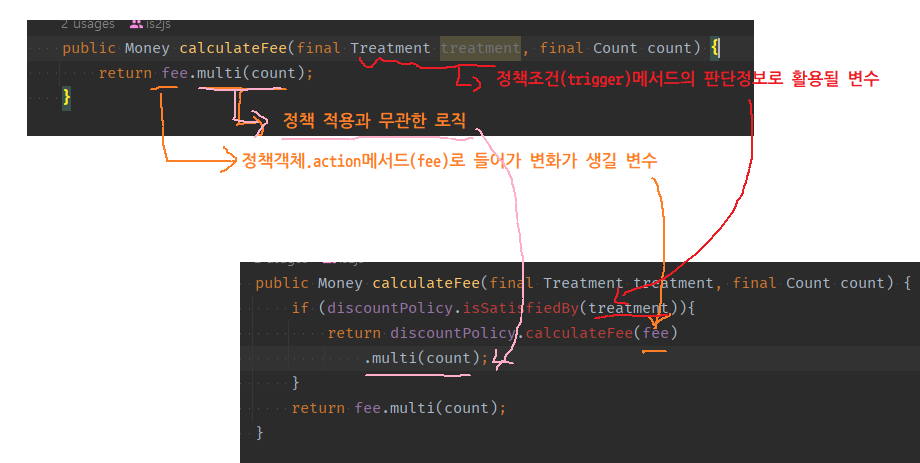 2 usages is2js
public Money calculateFee(final Treatment treatment, final Count count) {
return fee.multi(count);
}
정책조건(trigger)메서드의 판단정보로 활용될 변수
정책 적용과 무관한 로직
정책객체.action메서드(fee)로 들어가 변화가 생길 변수
public Money calculateFee(final Treatment treatment, final Count count) {
if (discountPolicy.isSatisfiedBy(treatment)){
return discountPolicy.calculateFee(fee)
.multi(count);
}
return fee.multi(count);
}